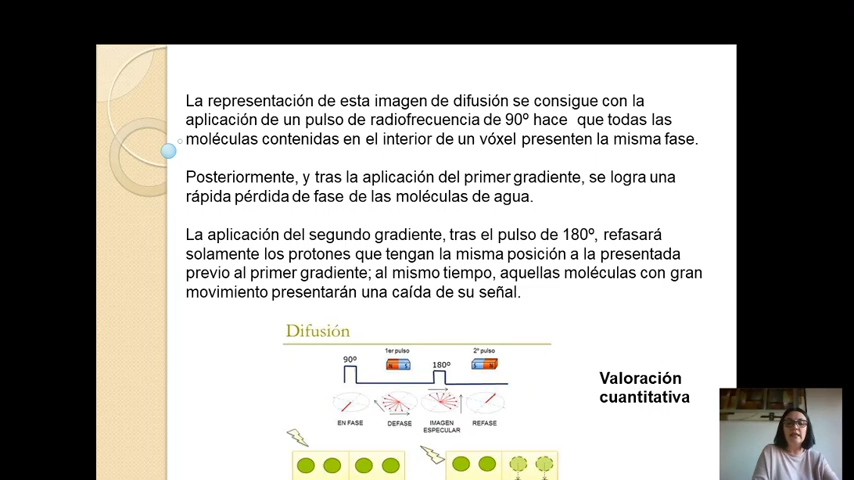 La representación de esta imagen de difusión se consigue con la
aplicación de un pulso de radiofrecuencia de 90º hace  que todas las
moléculas contenidas en el interior de un vóxel presenten la misma fase.
Posteriormente, y tras la aplicación del primer gradiente, se logra una
rápida pérdida de fase de las moléculas de agua.
La aplicación del segundo gradiente, tras el pulso de 180º, refasará
solamente los protones que tengan la misma posición a la presentada
previo al primer gradiente; al mismo tiempo, aquellas moléculas con gran
movimiento presentarán una caída de su señal.
Difusión
1er pulso
2º pulso
90º
180º
EN FASE
DEFASE
IMAGEN
ESPECULAR
REFASE
Valoración
cuantitativa